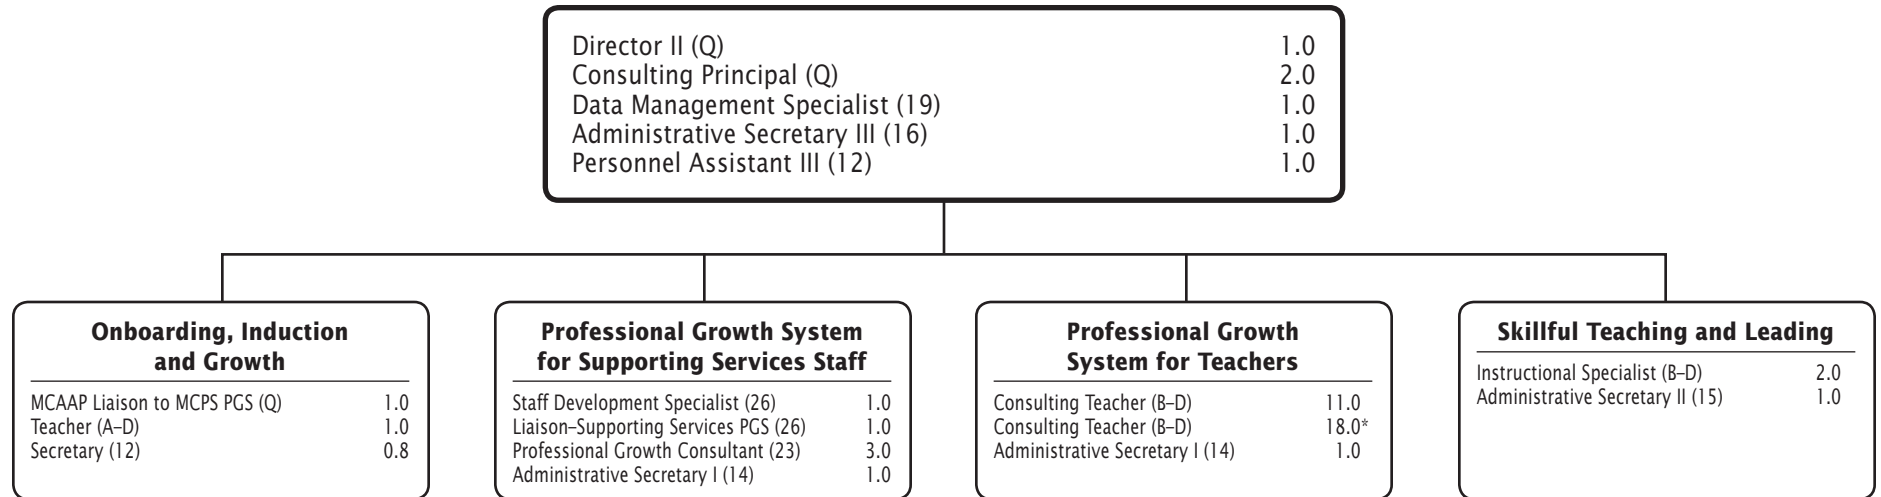 Director II (Q) 1.0
Consulting Principal (Q) 2.0
Data Management Specialist (19) 1.0
Administrative Secretary III (16) 1.0
Personnel Assistant III (12) 1.0
Onboarding, Induction
and Growth
MCAAP Liaison to MCPS PGS (Q) 1.0
Teacher (A–D) 1.0
Secretary (12) 0.8
Professional Growth System
for Supporting Services Staff
Staff Development Specialist (26) 1.0
Liaison–Supporting Services PGS (26) 1.0
Professional Growth Consultant (23) 3.0
Administrative Secretary I (14) 1.0
Professional Growth
System for Teachers
Consulting Teacher (B–D) 11.0
Consulting Teacher (B–D) 18.0*
Administrative Secretary I (14) 1.0
Skillful Teaching and Leading
Instructional Specialist (B–D) 2.0
Administrative Secretary II (15) 1.0